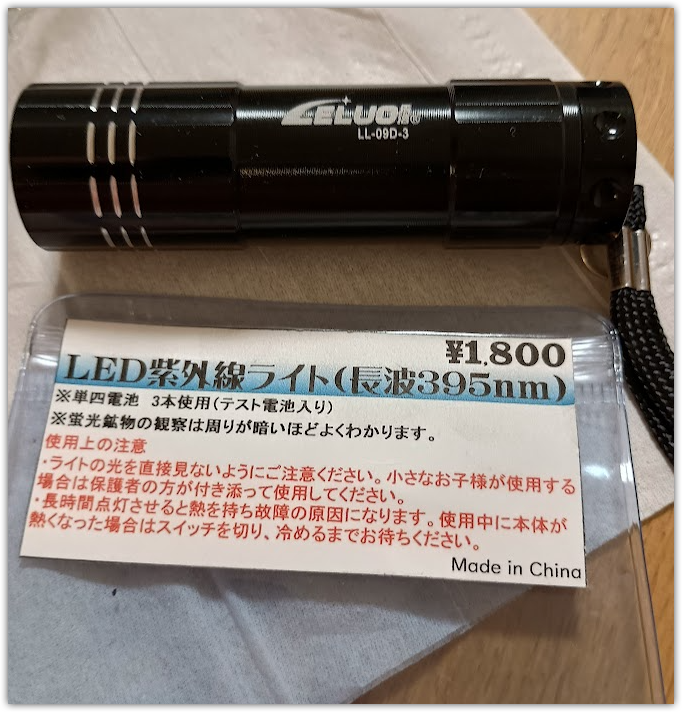 LELUOi
LL-09D-3
¥1,800
LED紫外線ライト(長波395nm)
※単四電池 3本使用(テスト電池入り)
※蛍光鉱物の観察は周りが暗いほどよくわかります。
使用上の注意
・ライトの光を直接見ないようにご注意ください。小さなお子様が使用する
場合は保護者の方が付き添って使用してください。
・長時間点灯させると熱を持ち故障の原因になります。使用中に本体が
熱くなった場合はスイッチを切り、冷めるまでお待ちください。
Made in China